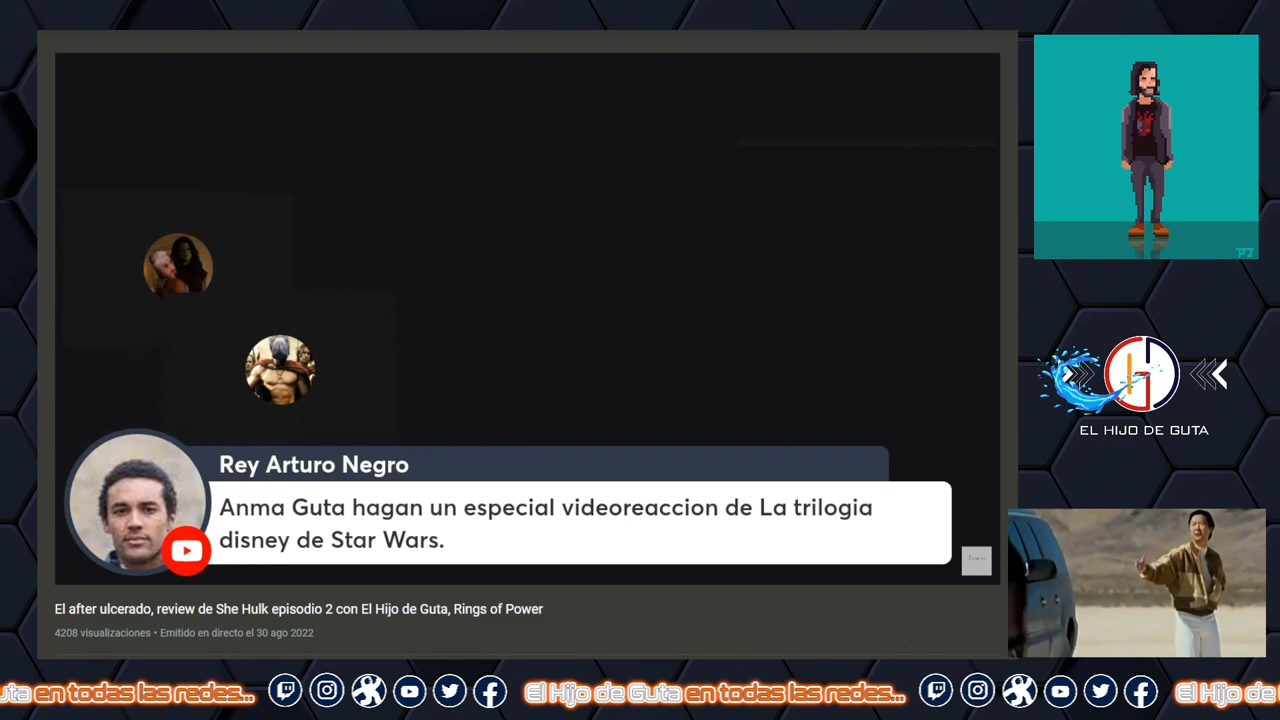 Rey Arturo Negro
Anma Guta hagan un especial videoreaccion de La trilogia
disney de Star Wars.
El after ulcerado, review de She Hulk episodio 2 con El Hijo de Guta, Rings of Power
4208 visualizaciones • Emitido en directo el 30 ago 2022
PJ
EL HIJO DE GUTA
uta en todas las redes... El Hijo de Guta en todas las redes... El Hijo de